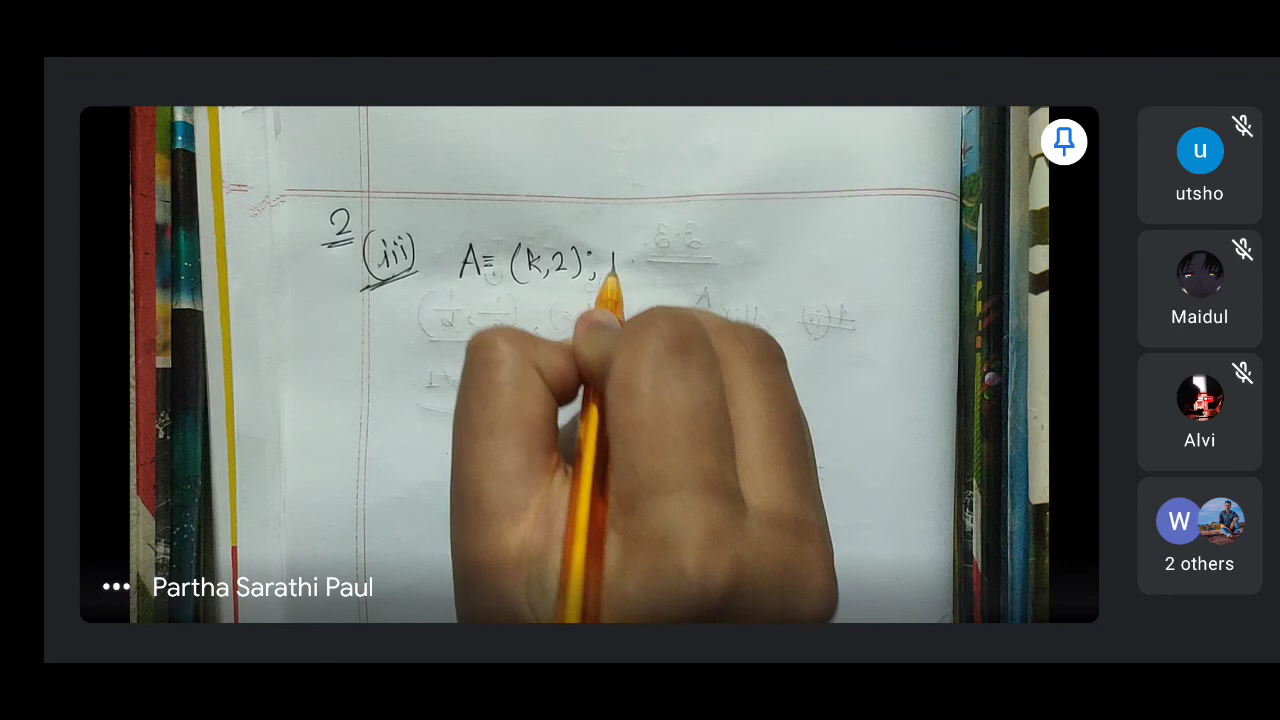 2
(iii) A ≡ (k,2);
u
utsho
Maidul
Alvi
W
2 others
Partha Sarathi Paul